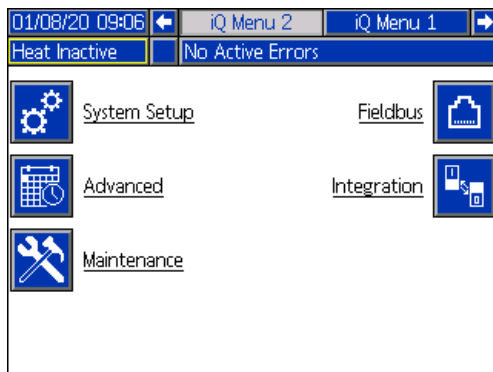 01/08/20 09:06 iQ Menu 2 iQ Menu 1
Heat Inactive No Active Errors
System Setup Fieldbus
Advanced Integration
Maintenance